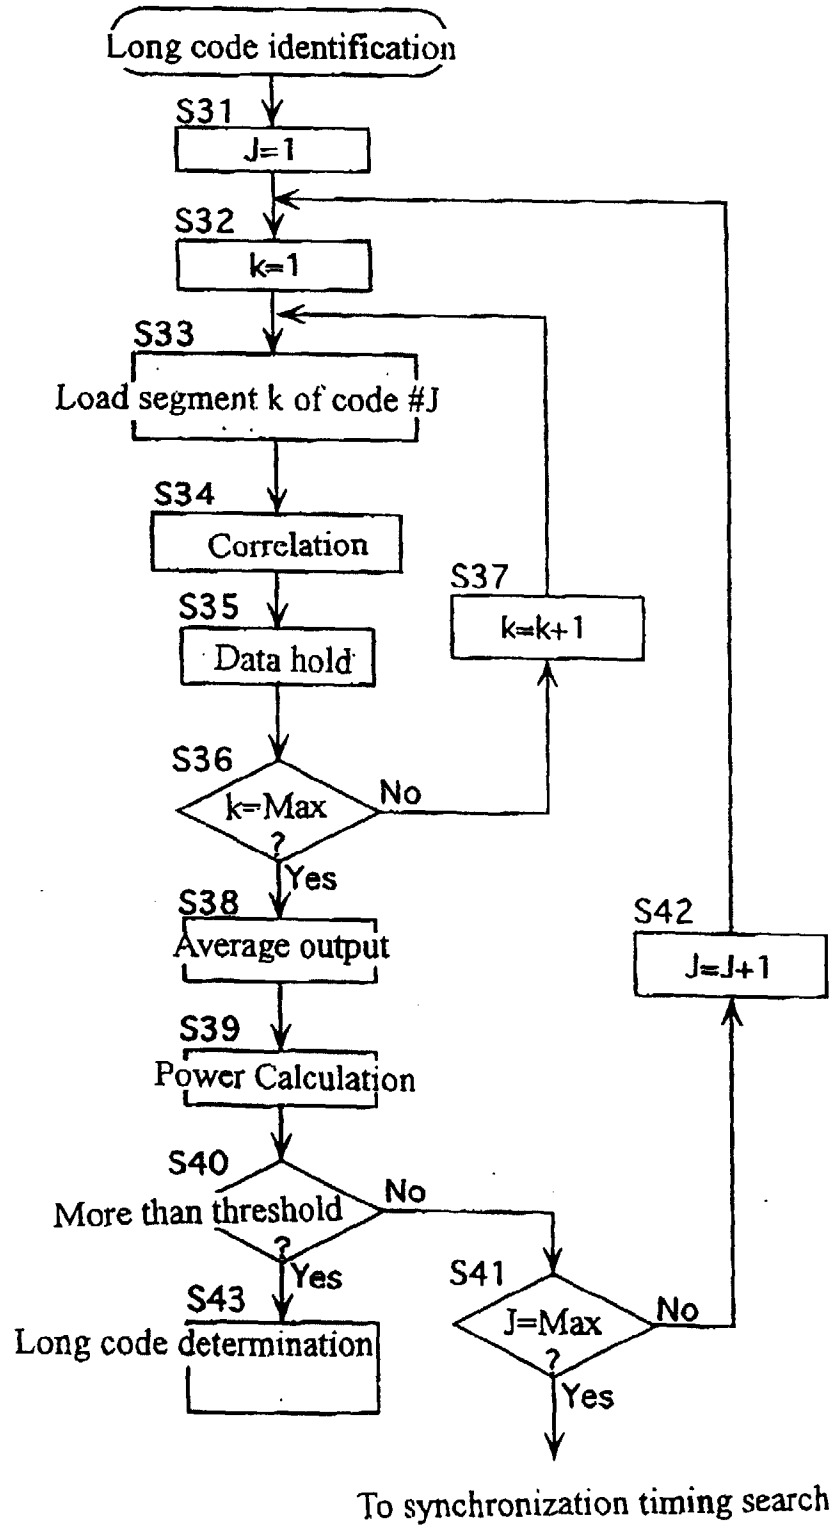 Long code identification
S31
J=1
S32
k=1
S33
Load segment k of code #J
S34
Correlation
S35
Data hold
S37
k=k+1
S36
k=Max
?
No
Yes
S38
Average output
S42
J=J+1
S39
Power Calculation
S40
More than threshold
?
No
Yes
S41
J=Max
?
No
Yes
S43
Long code determination
To synchronization timing search